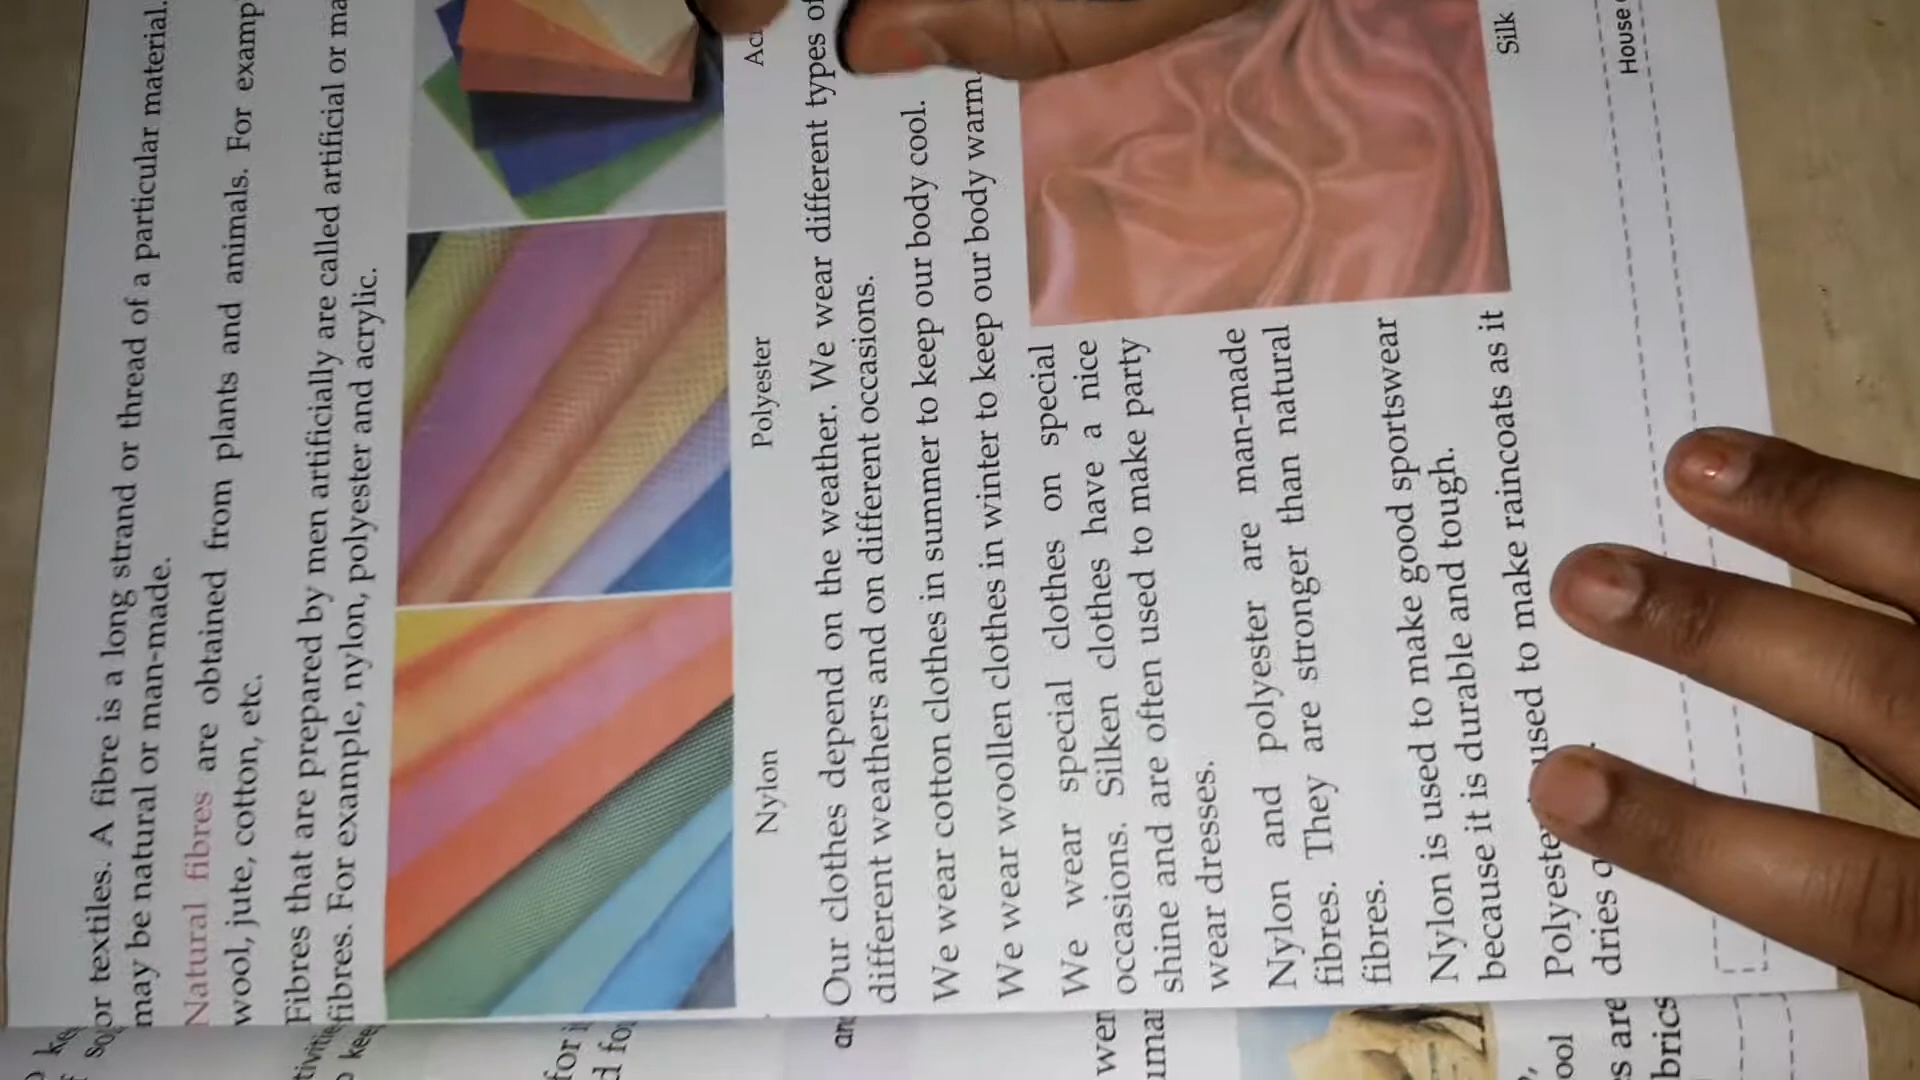 or textiles. A fibre is a long strand or thread of a particular material.
may be natural or man-made.
Natural fibres are obtained from plants and animals. For examp
wool, jute, cotton, etc.
Fibres that are prepared by men artificially are called artificial or ma
fibres. For example, nylon, polyester and acrylic.
Nylon Polyester Ac
Our clothes depend on the weather. We wear different types of
different weathers and on different occasions.
We wear cotton clothes in summer to keep our body cool.
We wear woollen clothes in winter to keep our body warm.
We wear special clothes on special
occasions. Silken clothes have a nice
shine and are often used to make party
wear dresses.
Silk
Nylon and polyester are man-made
fibres. They are stronger than natural
fibres.
Nylon is used to make good sportswear
because it is durable and tough.
Polyester used to make raincoats as it
dries
House